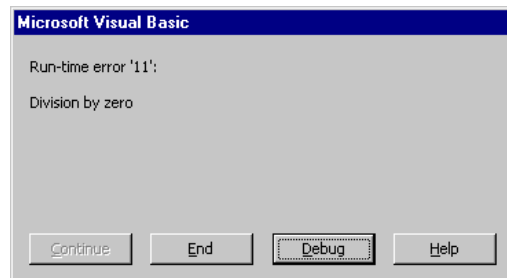 Microsoft Visual Basic
Run-time error '11':
Division by zero
Continue End Debug Help